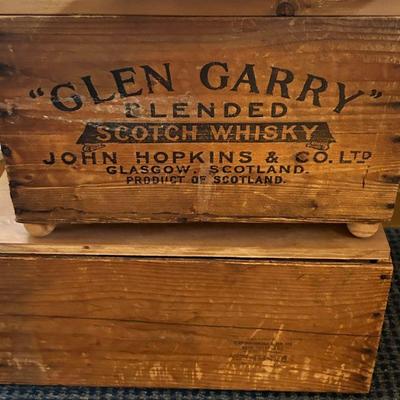 "GLEN GARRY"
BLENDED
SCOTCH WHISKY
JOHN HOPKINS & CO. LTD
GLASGOW, SCOTLAND.
PRODUCT OF SCOTLAND.